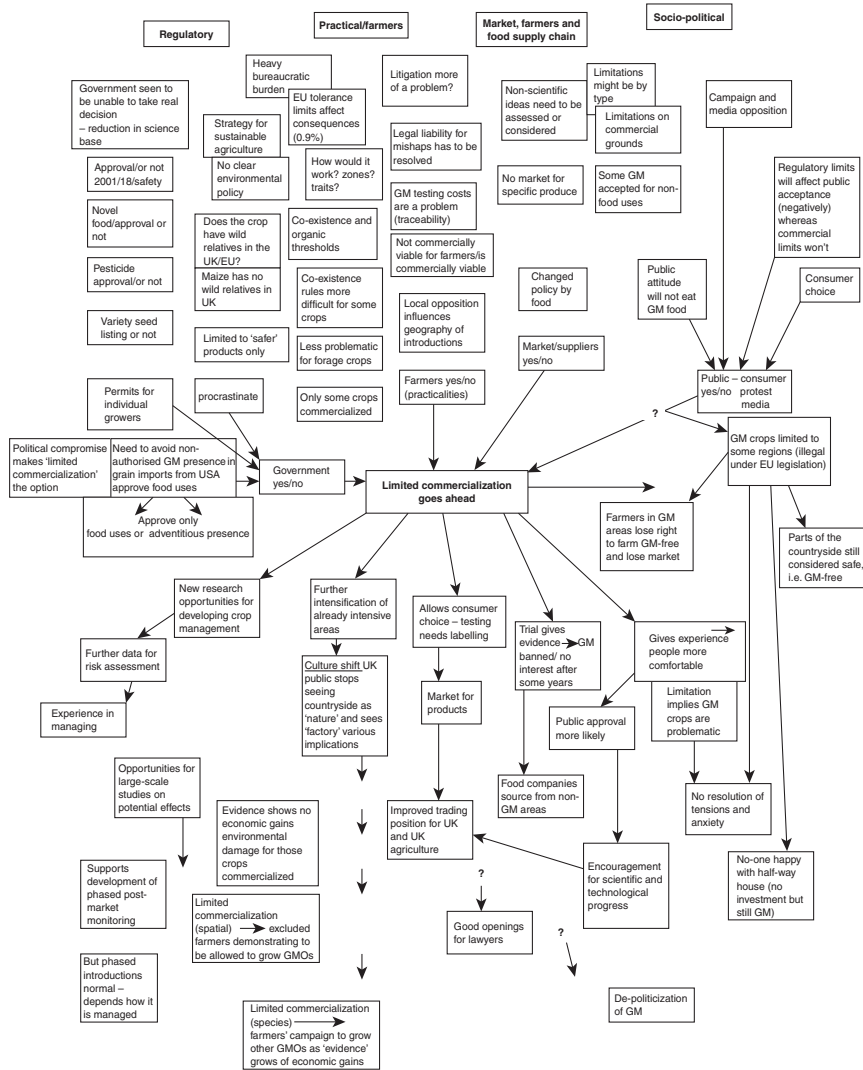 Regulatory
Practical/farmers
Market, farmers and
food supply chain
Socio-political
Government seen to
be unable to take real
decision
– reduction in science
base
Approval/or not
2001/18/safety
Novel
food/approval or
not
Pesticide
approval/or not
Variety seed
listing or not
Permits for
individual
growers
Heavy
bureaucratic
burden
EU tolerance
limits affect
consequences
(0.9%)
Strategy for
sustainable
agriculture
No clear
environmental
policy
How would it
work? zones?
traits?
Does the crop
have wild
relatives in the
UK/EU?
Maize has no
wild relatives in
UK
Co-existence and
organic
thresholds
Co-existence
rules more
difficult for some
crops
Limited to ‘safer’
products only
Less problematic
for forage crops
procrastinate
Only some crops
commercialized
Litigation more
of a problem?
Legal liability for
mishaps has to be
resolved
GM testing costs
are a problem
(traceability)
Not commercially
viable for farmers/is
commercially viable
Local opposition
influences
geography of
introductions
Farmers yes/no
(practicalities)
Non-scientific
ideas need to be
assessed or
considered
Limitations
might be by
type
Limitations on
commercial
grounds
No market for
specific produce
Some GM
accepted for non-
food uses
Changed
policy by
food
Market/suppliers
yes/no
Campaign and
media opposition
Regulatory limits
will affect public
acceptance
(negatively)
whereas
commercial
limits won’t
Public
attitude
will not eat
GM food
Consumer
choice
Public – consumer
yes/no protest
media
?
GM crops limited to
some regions (illegal
under EU legislation)
Political compromise
makes ‘limited
commercialization’
the option
Need to avoid non-
authorised GM presence in
grain imports from USA
approve food uses
Approve only
food uses or adventitious presence
Government
yes/no
Limited commercialization
goes ahead
Farmers in GM
areas lose right
to farm GM-free
and lose market
Parts of the
countryside still
considered safe,
i.e. GM-free
New research
opportunities for
developing crop
management
Further data for
risk assessment
Experience in
managing
Further
intensification of
already intensive
areas
Culture shift UK
public stops
seeing
countryside as
‘nature’ and sees
‘factory’ various
implications
Allows consumer
choice – testing
needs labelling
Market for
products
Trial gives
evidence GM
banned/ no
interest after
some years
Gives experience
people more
comfortable
Limitation
implies GM
crops are
problematic
Public approval
more likely
Opportunities for
large-scale
studies on
potential effects
Food companies
source from non-
GM areas
No resolution of
tensions and
anxiety
Evidence shows no
economic gains
environmental
damage for those
crops
commercialized
Improved trading
position for UK
and UK
agriculture
Encouragement
for scientific and
technological
progress
No-one happy
with half-way
house (no
investment but
still GM)
Supports
development of
phased post-
market
monitoring
Limited
commercialization
(spatial) excluded
farmers demonstrating to
be allowed to grow GMOs
?
Good openings
for lawyers
?
But phased
introductions
normal –
depends how it
is managed
De-politicization
of GM
Limited commercialization
(species)
farmers’ campaign to grow
other GMOs as ‘evidence’
grows of economic gains